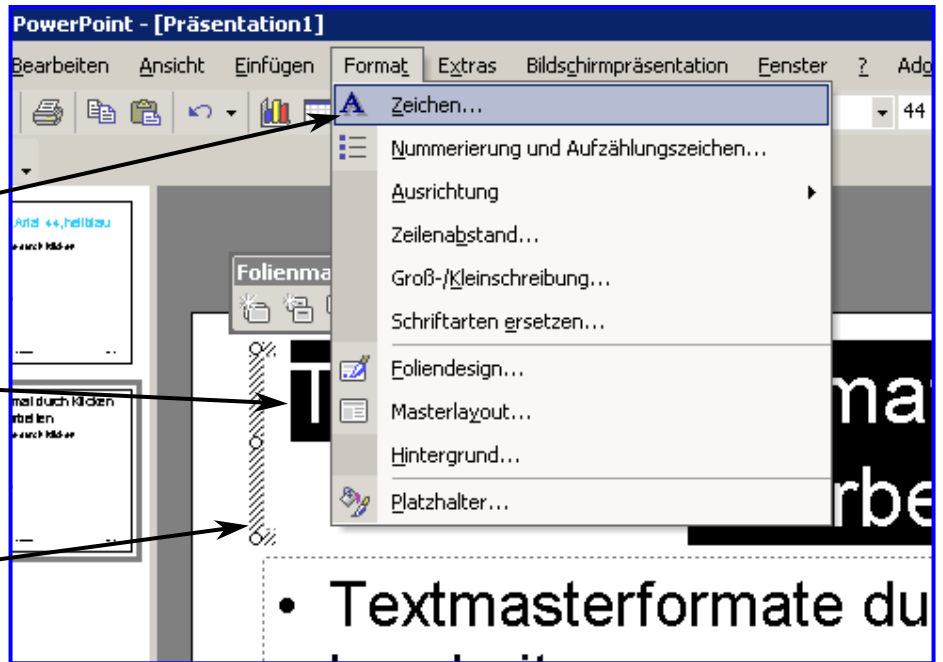 PowerPoint - [Präsentation1]
Bearbeiten Ansicht Einfügen Format Extras Bildschirmpräsentation Fenster ? Ado
44
Zeichen...
Nummerierung und Aufzählungszeichen...
Ausrichtung
Zeilenabstand...
Groß-/Kleinschreibung...
Schriftarten ersetzen...
Foliendesign...
Masterlayout...
Hintergrund...
Platzhalter...
Arial 44, hellblau
Folienma
mal durch Klicken
T
ma
rbe
• Textmasterformate du